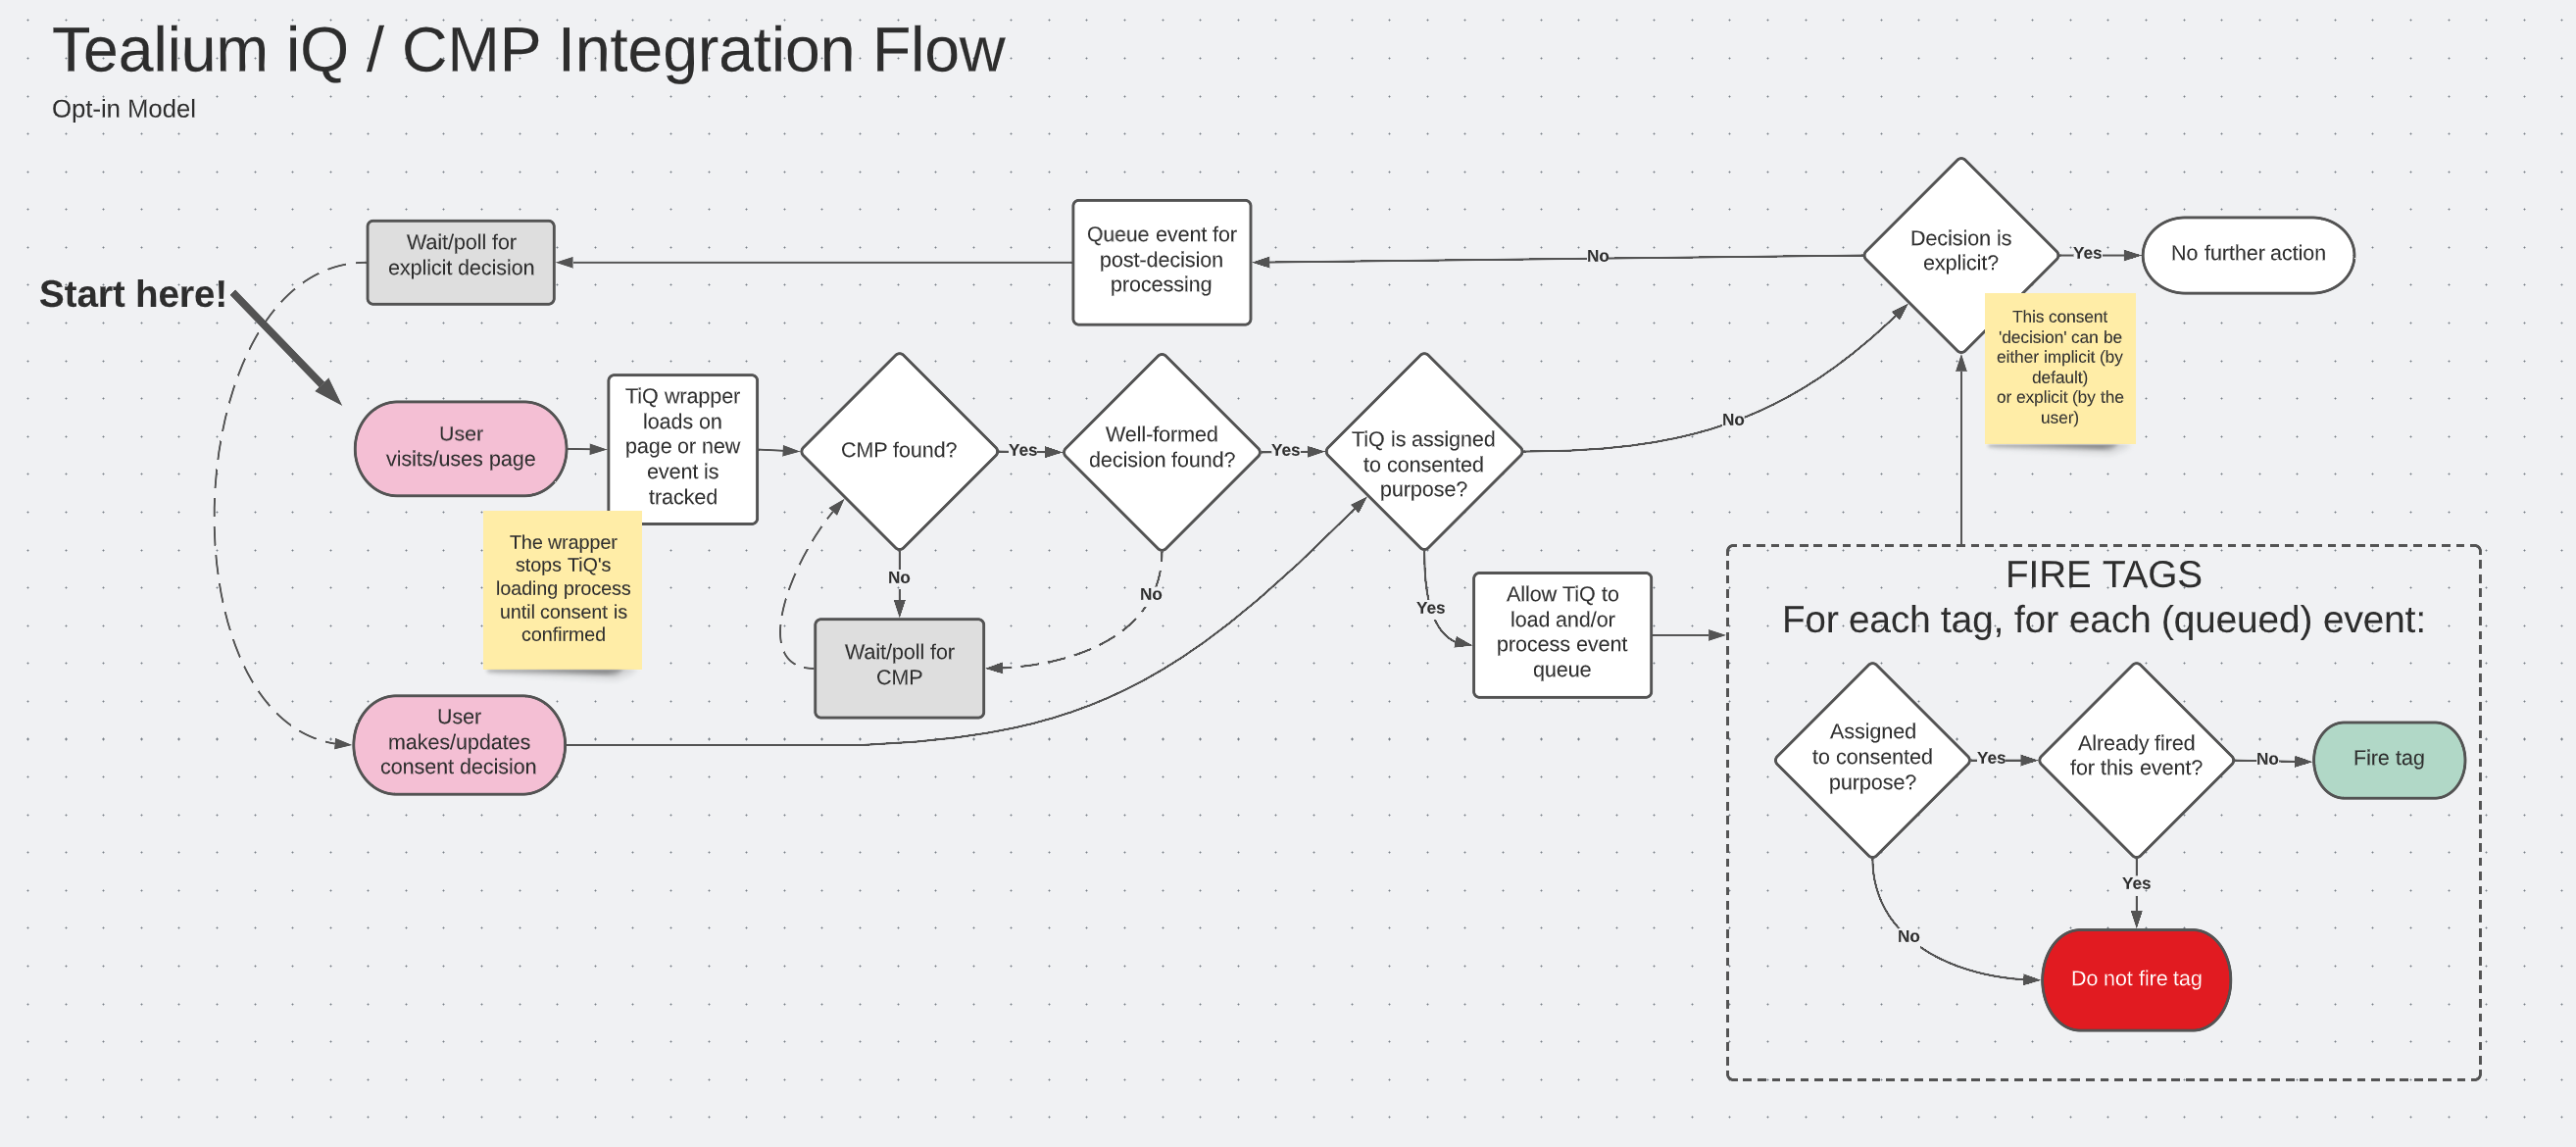 Tealium iQ / CMP Integration Flow
Opt-in Model
Start here!
Wait/poll for
explicit decision
Queue event for
post-decision
processing
No
Decision is
explicit?
Yes
No further action
This consent
'decision' can be
either implicit (by
default)
or explicit (by the
user)
User
visits/uses page
TiQ wrapper
loads on
page or new
event is
tracked
The wrapper
stops TiQ's
loading process
until consent is
confirmed
CMP found?
Yes
No
Wait/poll for
CMP
Well-formed
decision found?
Yes
No
TiQ is assigned
to consented
purpose?
No
Yes
Allow TiQ to
load and/or
process event
queue
User
makes/updates
consent decision
FIRE TAGS
For each tag, for each (queued) event:
Assigned
to consented
purpose?
Yes
No
Already fired
for this event?
No
Yes
Fire tag
Do not fire tag